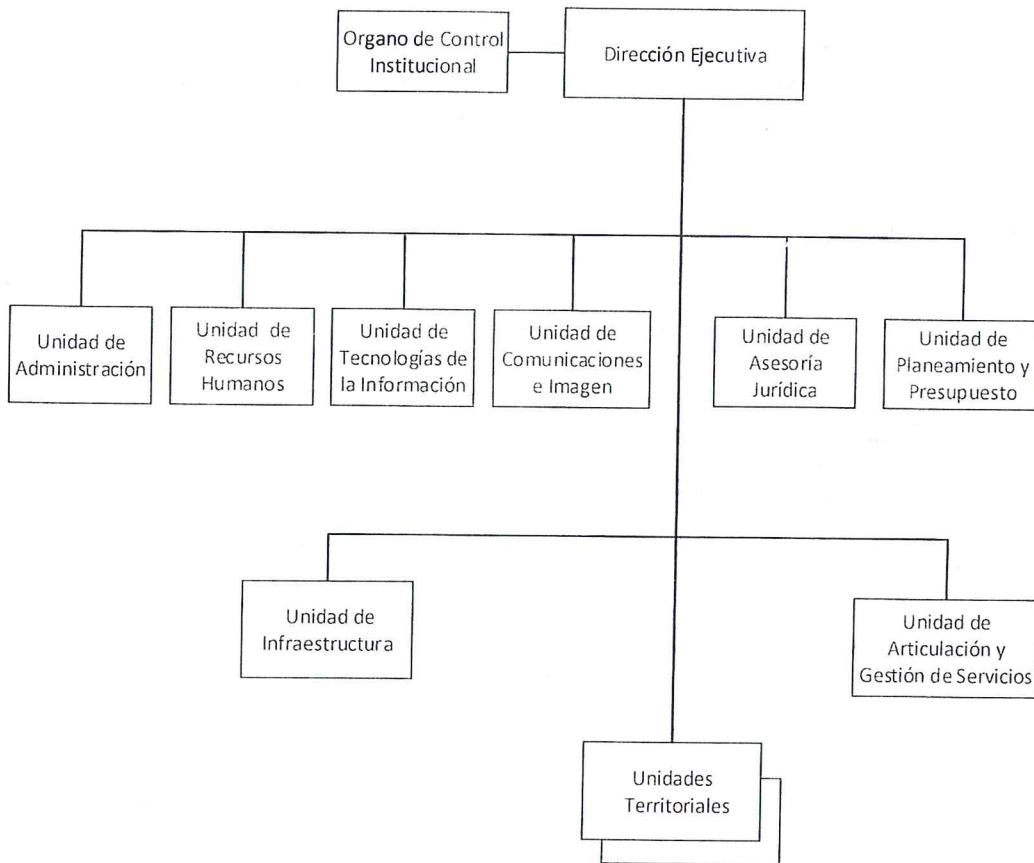 Organo de Control
Institucional
Dirección Ejecutiva
Unidad de
Administración
Unidad de
Recursos
Humanos
Unidad de
Tecnologías de
la Información
Unidad de
Comunicaciones
e Imagen
Unidad de
Asesoría
Jurídica
Unidad de
Planeamiento y
Presupuesto
Unidad de
Infraestructura
Unidad de
Articulación y
Gestión de Servicios
Unidades
Territoriales